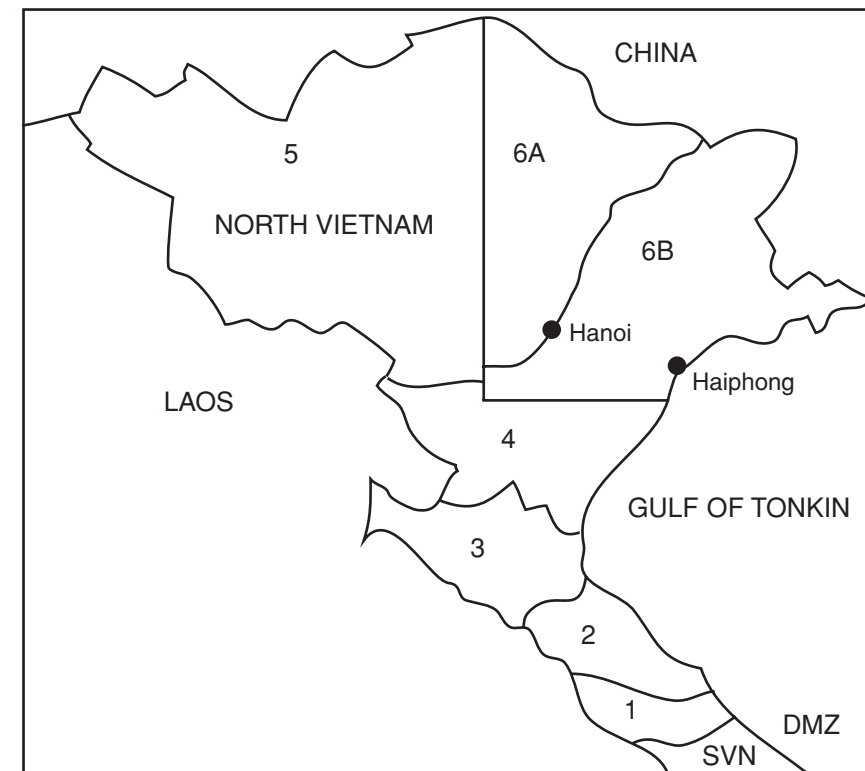 CHINA
5
6A
NORTH VIETNAM
6B
Hanoi
Haiphong
LAOS
4
GULF OF TONKIN
3
2
1
DMZ
SVN